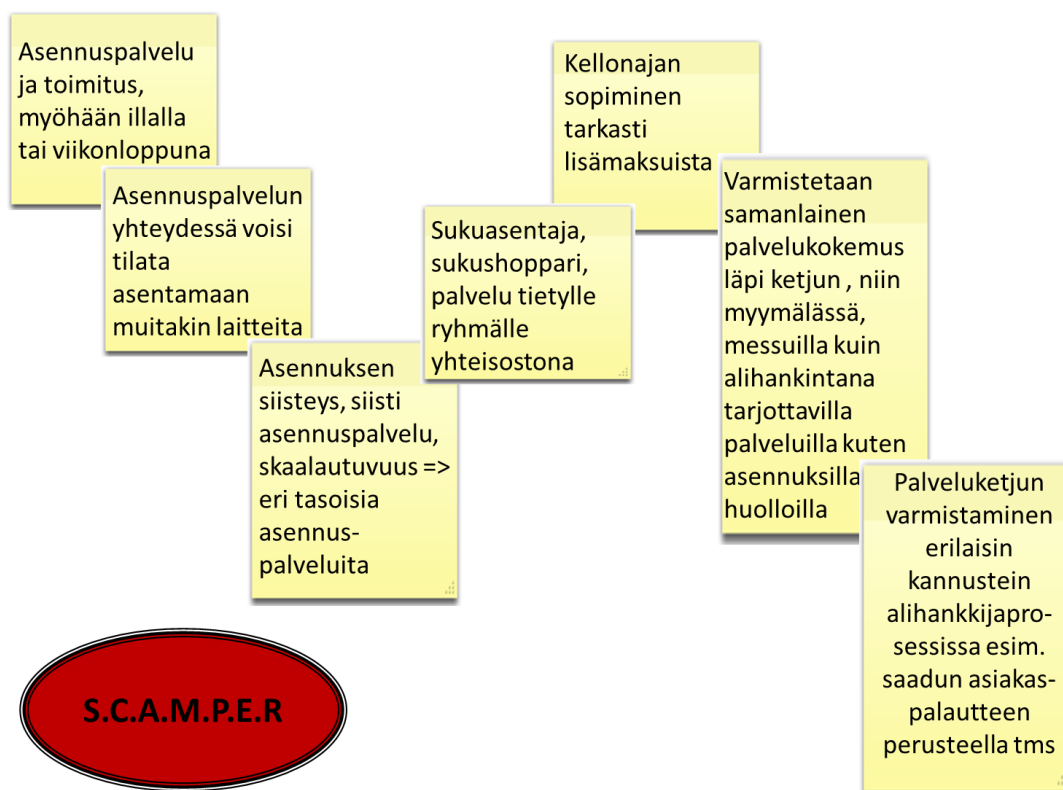 Asennuspalvelu
ja toimitus,
myöhään illalla
tai viikonloppuna
Asennuspalvelun
yhteydessä voisi
tilata
asentamaan
muitakin laitteita
Asennuksen
siisteys, siisti
asennuspalvelu,
skaalautuvuus =>
eri tasoisia
asennus-
palveluita
Sukuasentaja,
sukushoppari,
palvelu tietylle
ryhmälle
yhteisostona
Kellonajan
sopiminen
tarkasti
lisämaksuista
Varmistetaan
samanlainen
palvelukokemus
läpi ketjun , niin
myymälässä,
messuilla kuin
alihankintana
tarjottavilla
palveluilla kuten
asennuksilla
huolloilla
Palveluketjun
varmistaminen
erilaisin
kannustein
alihankkijapro-
sessissa esim.
saadun asiakas-
palautteen
perusteella tms
S.C.A.M.P.E.R